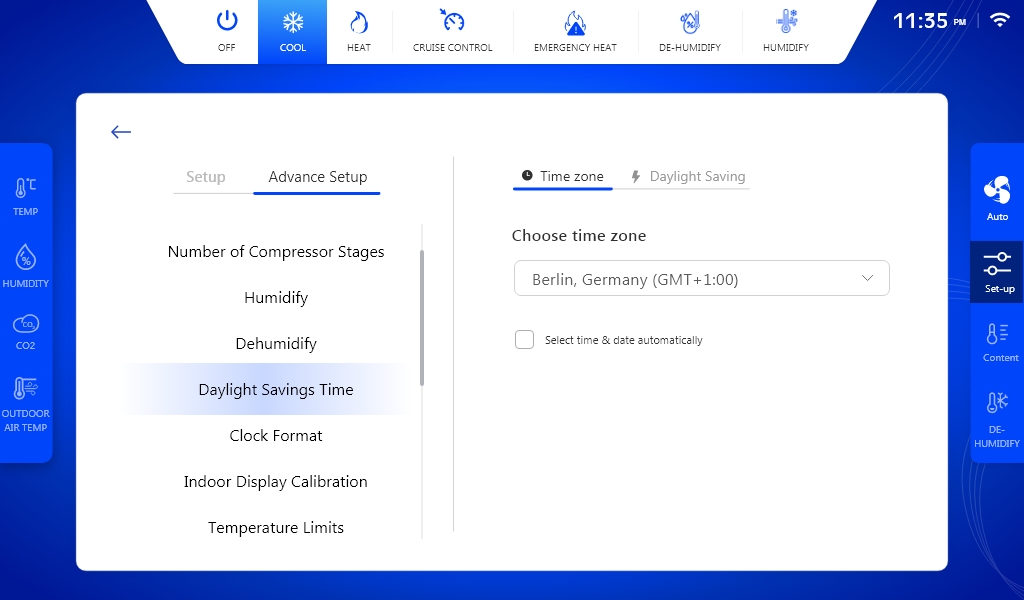 OFF
COOL
HEAT
CRUISE CONTROL
EMERGENCY HEAT
DE-HUMIDIFY
HUMIDIFY
11:35 PM
TEMP
%
HUMIDITY
CO₂
CO2
OUTDOOR
AIR TEMP
Setup
Advance Setup
Number of Compressor Stages
Humidify
Dehumidify
Daylight Savings Time
Clock Format
Indoor Display Calibration
Temperature Limits
Time zone
Daylight Saving
Choose time zone
Berlin, Germany (GMT+1:00)
Select time & date automatically
Auto
Set-up
Content
DE-
HUMIDIFY